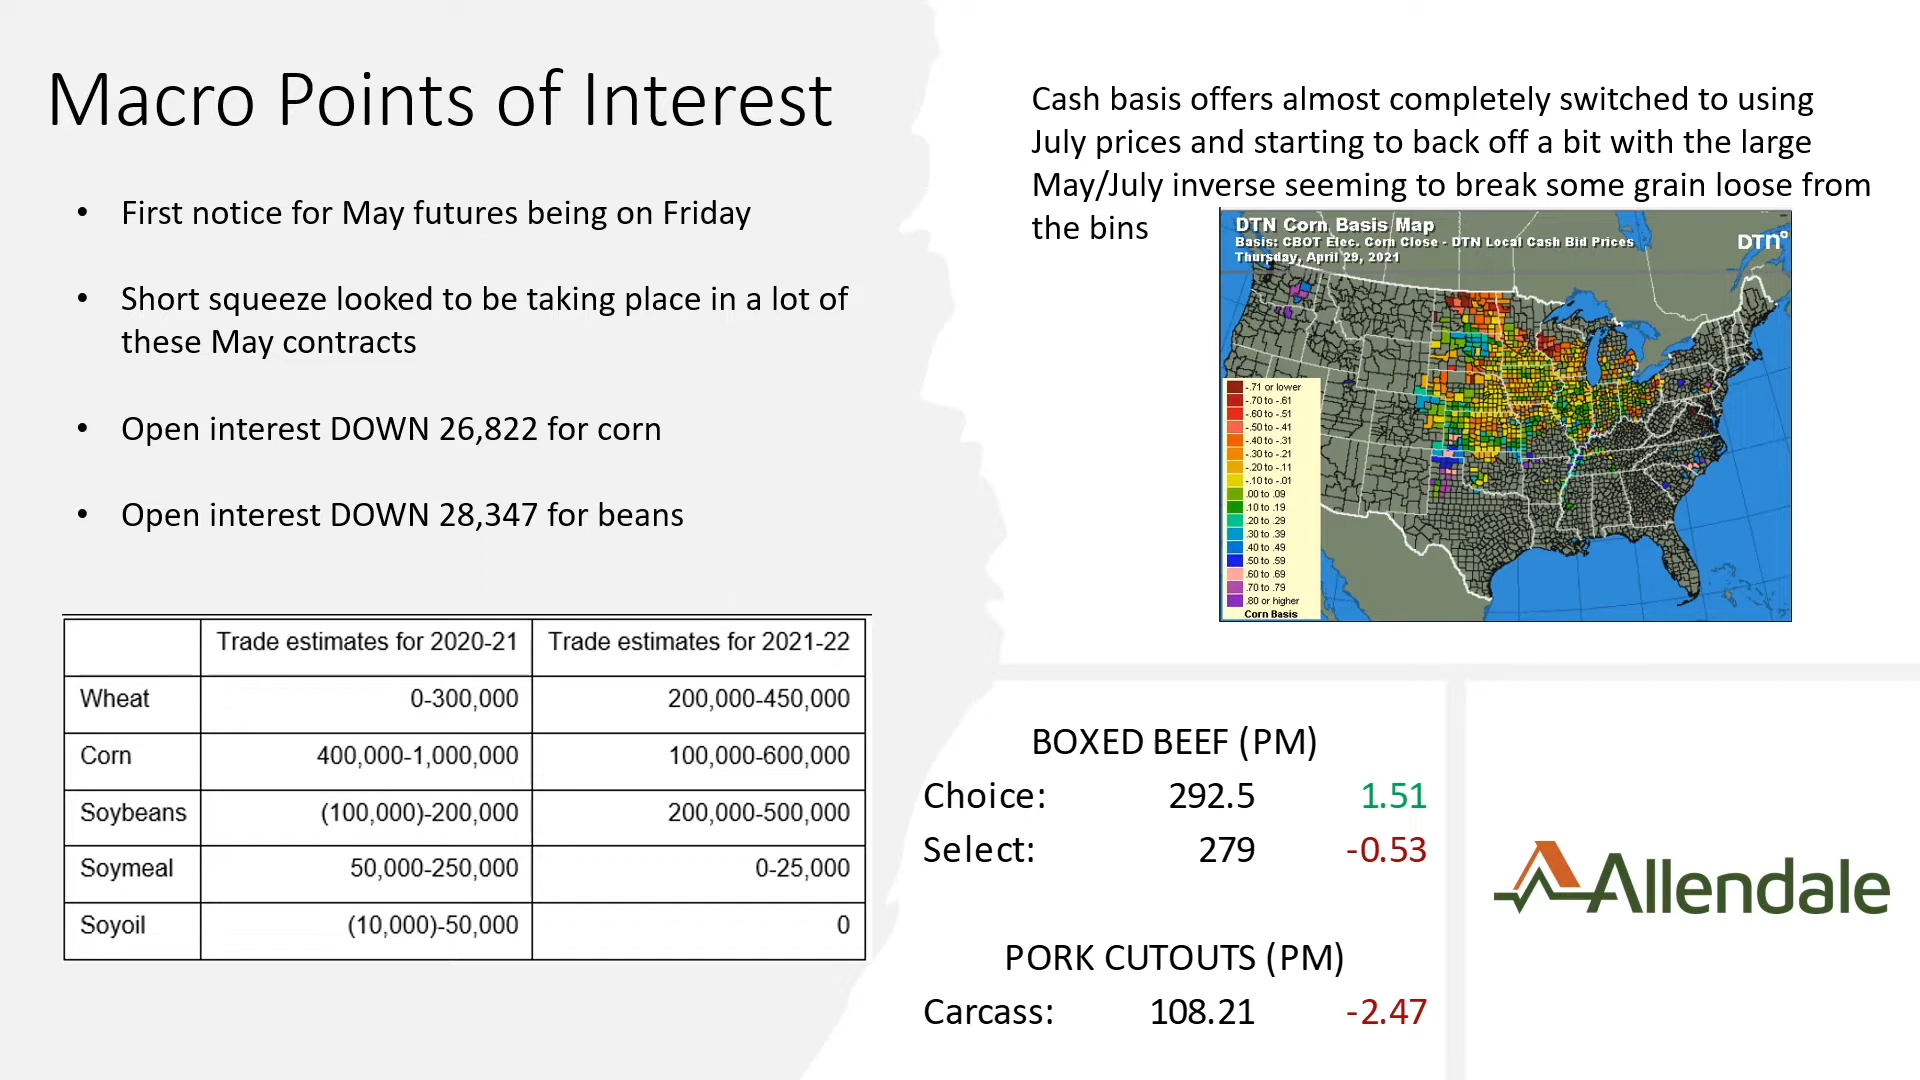 Macro Points of Interest
• First notice for May futures being on Friday
• Short squeeze looked to be taking place in a lot of
these May contracts
• Open interest DOWN 26,822 for corn
• Open interest DOWN 28,347 for beans
Trade estimates for 2020-21 Trade estimates for 2021-22
Wheat 0-300,000 200,000-450,000
Corn 400,000-1,000,000 100,000-600,000
Soybeans (100,000)-200,000 200,000-500,000
Soymeal 50,000-250,000 0-25,000
Soyoil (10,000)-50,000 0
Cash basis offers almost completely switched to using
July prices and starting to back off a bit with the large
May/July inverse seeming to break some grain loose from
the bins
DTN Corn Basis Map
Basis: CBOT Elec. Corn Close - DTN Local Cash Bid Prices
Thursday, April 29, 2021
DTN
-.71 or lower
-.70 to -.61
-.60 to -.51
-.50 to -.41
-.40 to -.31
-.30 to -.21
-.20 to -.11
-.10 to -.01
.00 to .09
.10 to .19
.20 to .29
.30 to .39
.40 to .49
.50 to .59
.60 to .69
.70 to .79
.80 or higher
Corn Basis
BOXED BEEF (PM)
Choice: 292.5 1.51
Select: 279 -0.53
PORK CUTOUTS (PM)
Carcass: 108.21 -2.47
Allendale